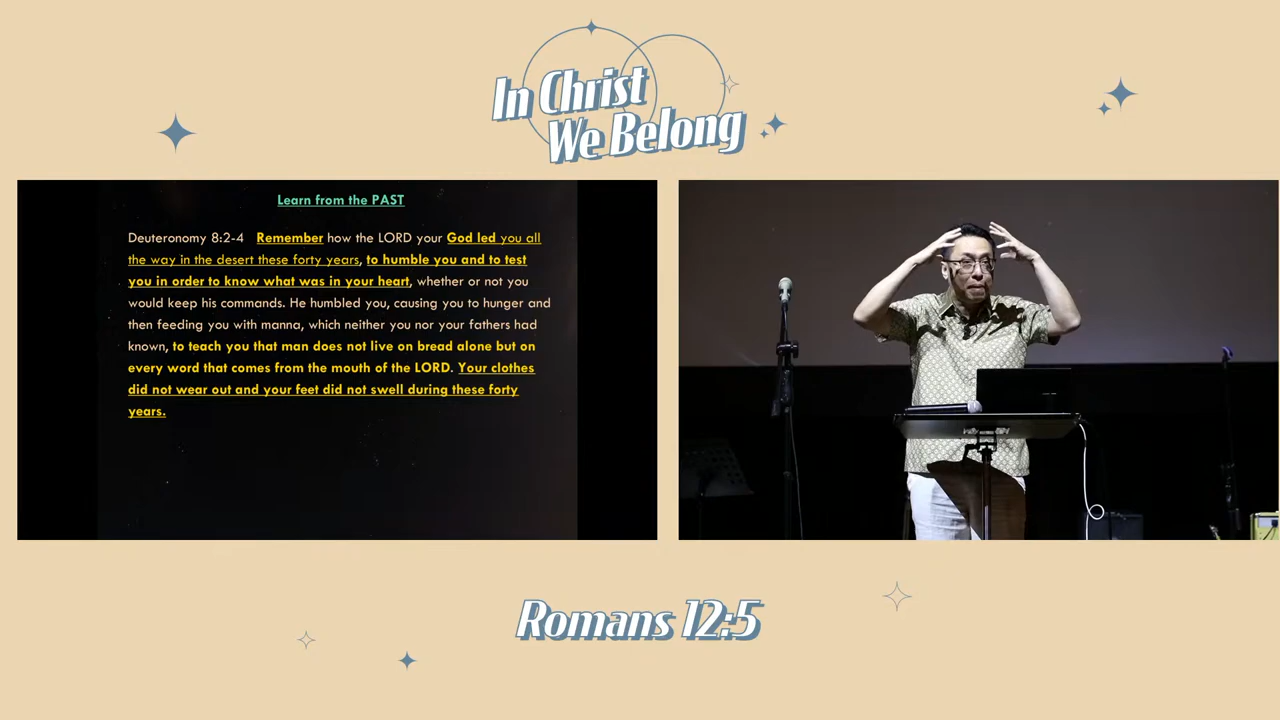 In Christ
We Belong
Learn from the PAST
Deuteronomy 8:2-4 Remember how the LORD your God led you all
the way in the desert these forty years, to humble you and to test
you in order to know what was in your heart, whether or not you
would keep his commands. He humbled you, causing you to hunger and
then feeding you with manna, which neither you nor your fathers had
known, to teach you that man does not live on bread alone but on
every word that comes from the mouth of the LORD. Your clothes
did not wear out and your feet did not swell during these forty
years.
Romans 12:5